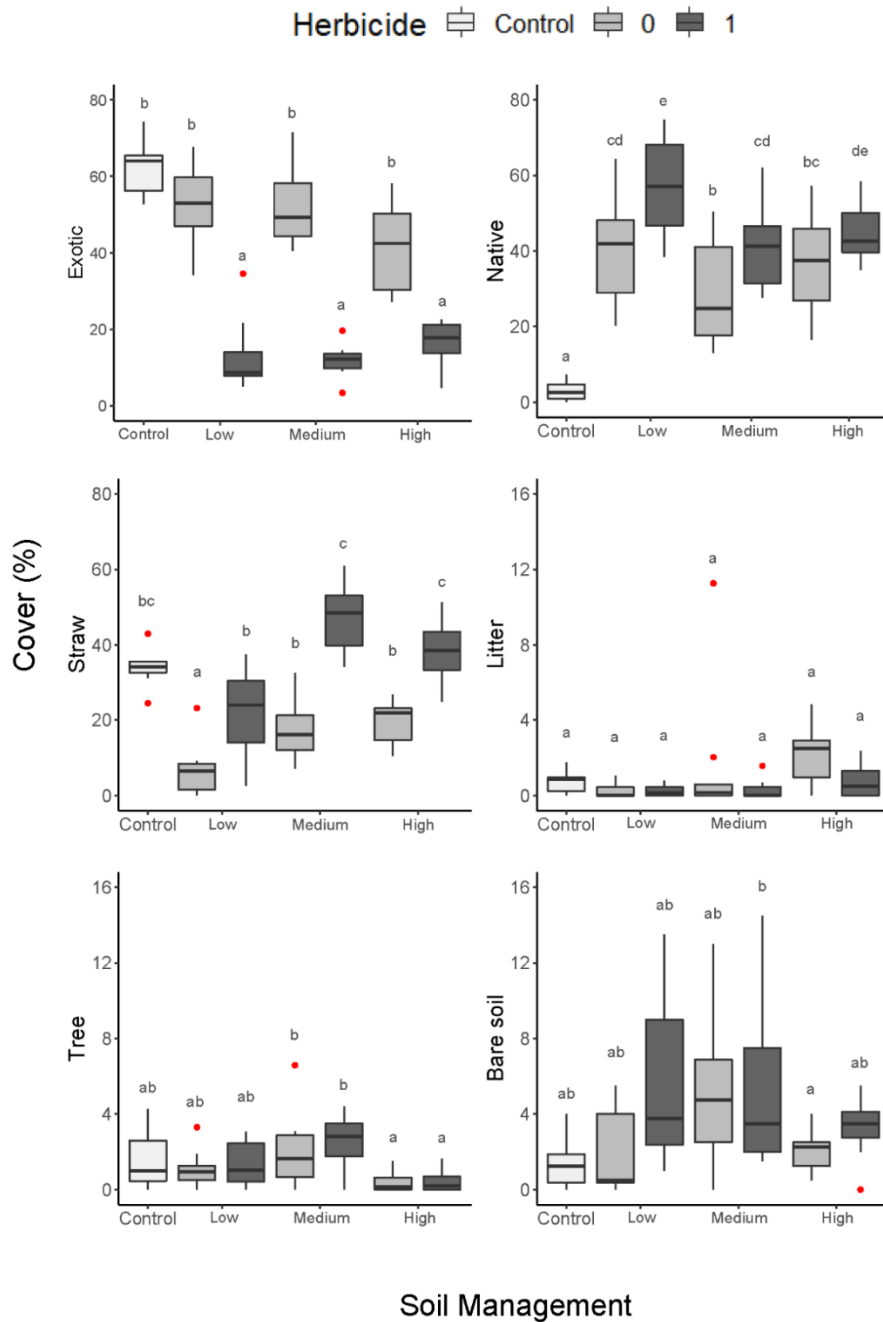 Herbicide Control 0 1
80
60
40
20
0
Exotic
b
b
a
b
a
b
a
Control Low Medium High
80
60
40
20
0
Native
a
cd
e
b
cd
bc
de
Control Low Medium High
Cover (%)
80
60
40
20
0
Straw
bc
a
b
b
c
b
c
Control Low Medium High
16
12
8
4
0
Litter
a
a
a
a
a
a
a
Control Low Medium High
16
12
8
4
0
Tree
ab
ab
ab
b
b
a
a
Control Low Medium High
16
12
8
4
0
Bare soil
ab
ab
ab
ab
b
a
ab
Control Low Medium High
Soil Management